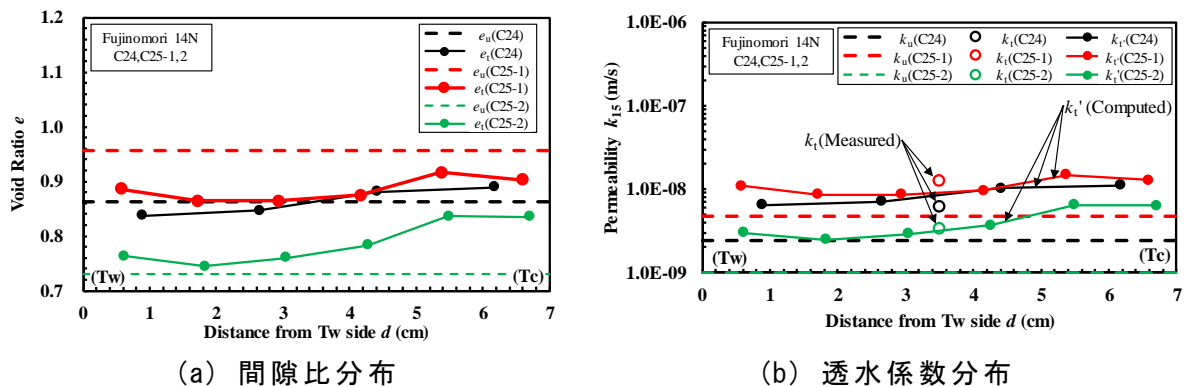 1.2
1.1
1.0
0.9
0.8
0.7
Void Ratio e
Fujinomori 14N
C24,C25-1,2
eu(C24)
et(C24)
eu(C25-1)
et(C25-1)
eu(C25-2)
et(C25-2)
(Tw)
(Tc)
0 1 2 3 4 5 6 7
Distance from Tw side d (cm)
(a) 間隙比分布
1.0E-06
1.0E-07
1.0E-08
1.0E-09
Permeability k15 (m/s)
Fujinomori 14N
C24,C25-1,2
ku(C24) kt(C24) kt'(C24)
ku(C25-1) kt(C25-1) kt'(C25-1)
ku(C25-2) kt(C25-2) kt'(C25-2)
kt' (Computed)
kt(Measured)
(Tw)
(Tc)
0 1 2 3 4 5 6 7
Distance from Tw side d (cm)
(b) 透水係数分布